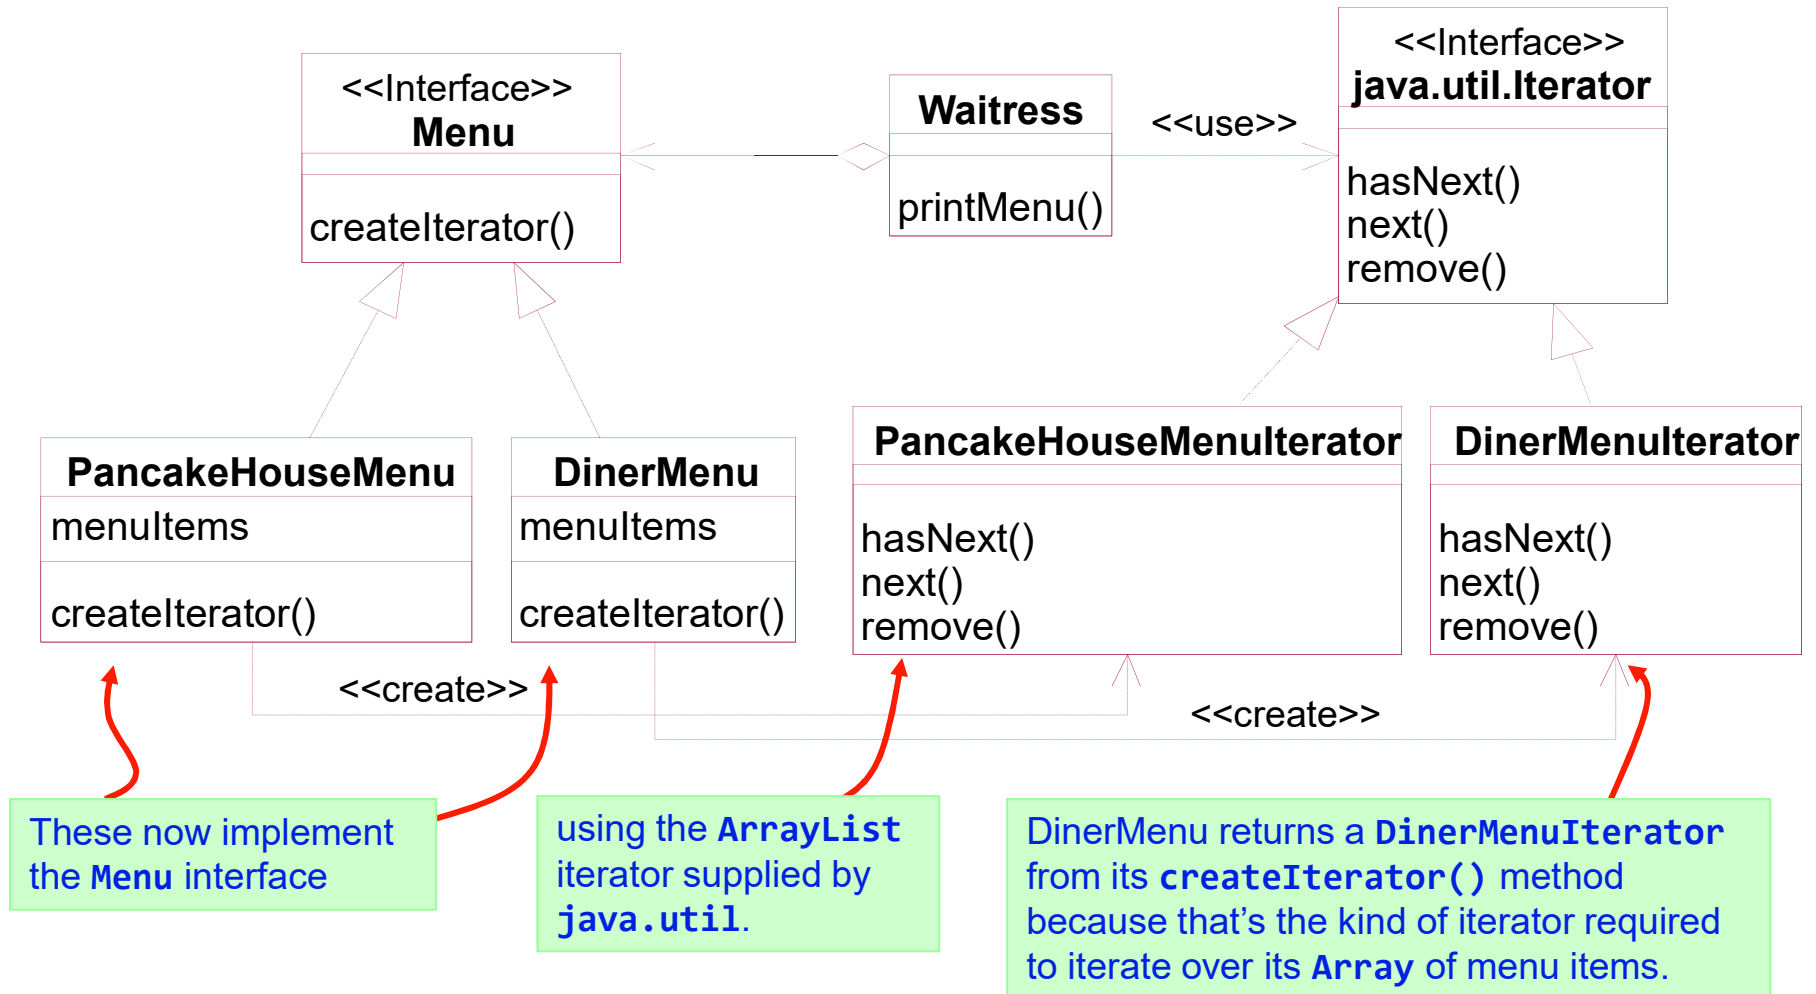 <<Interface>>
Menu
createIterator()
Waitress
printMenu()
<<use>>
<<Interface>>
java.util.Iterator
hasNext()
next()
remove()
PancakeHouseMenu
menuItems
createIterator()
DinerMenu
menuItems
createIterator()
PancakeHouseMenuIterator
hasNext()
next()
remove()
DinerMenuIterator
hasNext()
next()
remove()
<<create>>
<<create>>
These now implement
the Menu interface
using the ArrayList
iterator supplied by
java.util.
DinerMenu returns a DinerMenuIterator
from its createIterator() method
because that’s the kind of iterator required
to iterate over its Array of menu items.